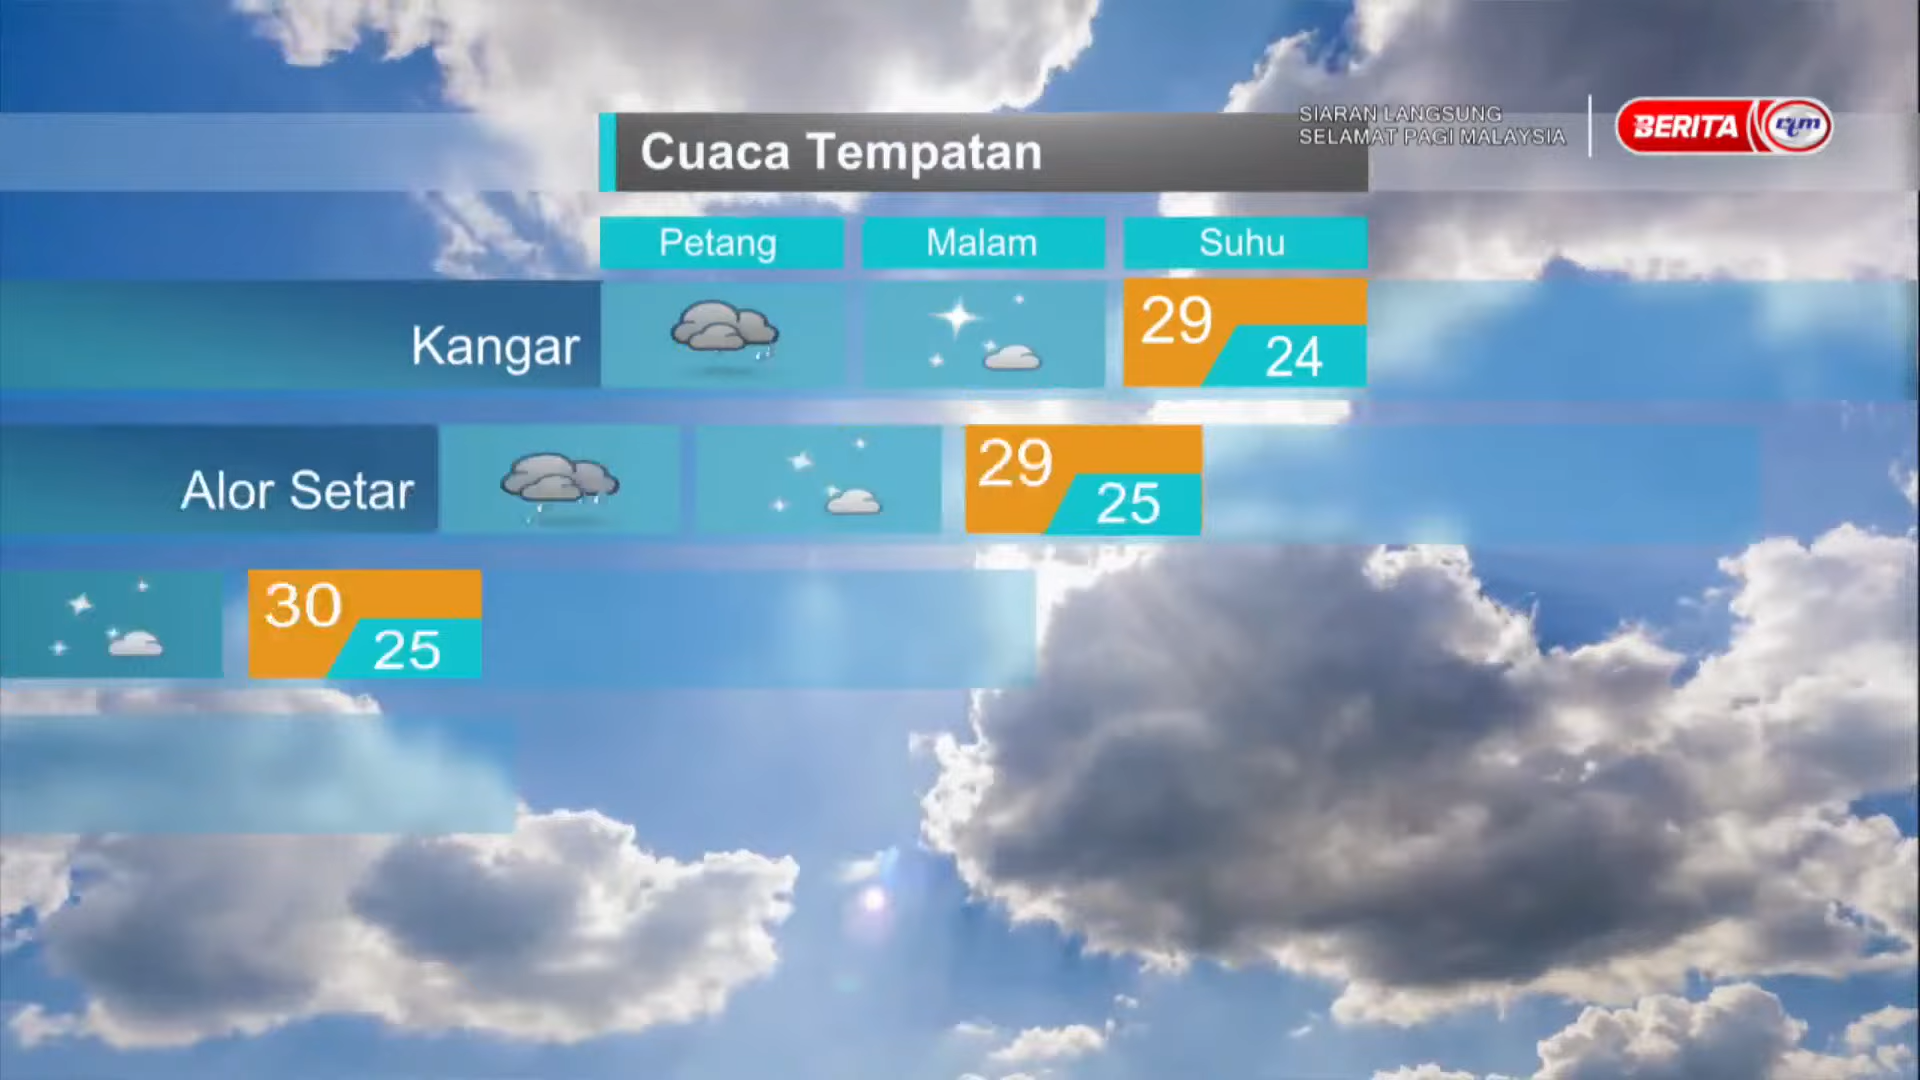 SIARAN LANGSUNG
SELAMAT PAGI MALAYSIA
BERITA rtm
Cuaca Tempatan
Petang Malam Suhu
Kangar 29 24
Alor Setar 29 25
30 25